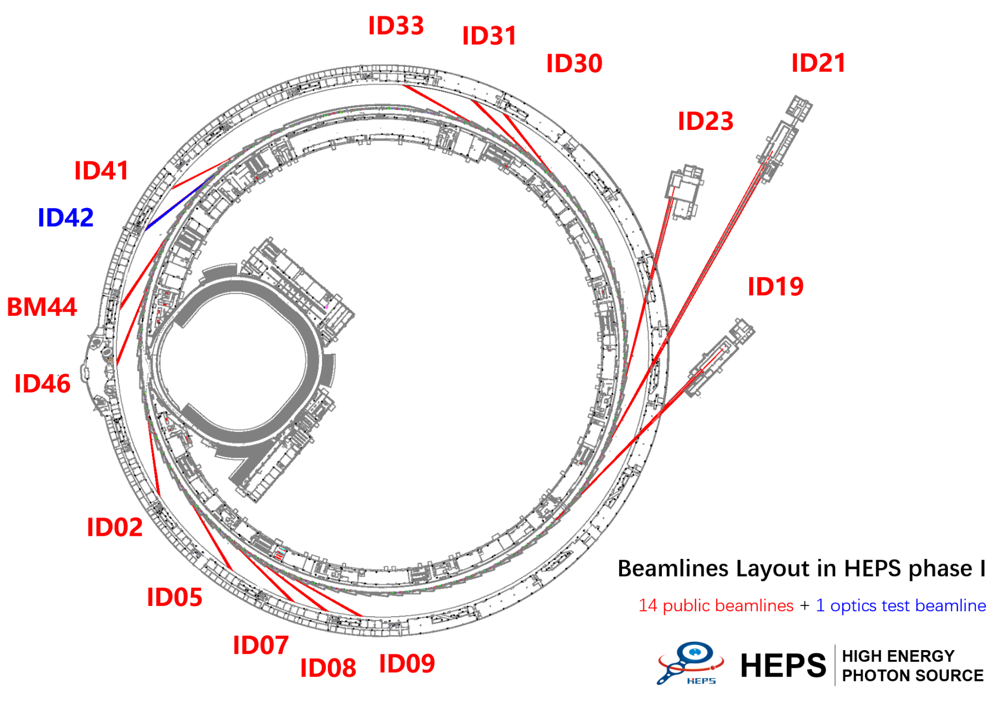 ID33
ID31
ID30
ID21
ID23
ID41
ID42
ID19
BM44
ID46
ID02
Beamlines Layout in HEPS phase I
ID05
14 public beamlines + 1 optics test beamline
ID07
ID08
ID09
HEPS
HEPS
HIGH ENERGY
PHOTON SOURCE